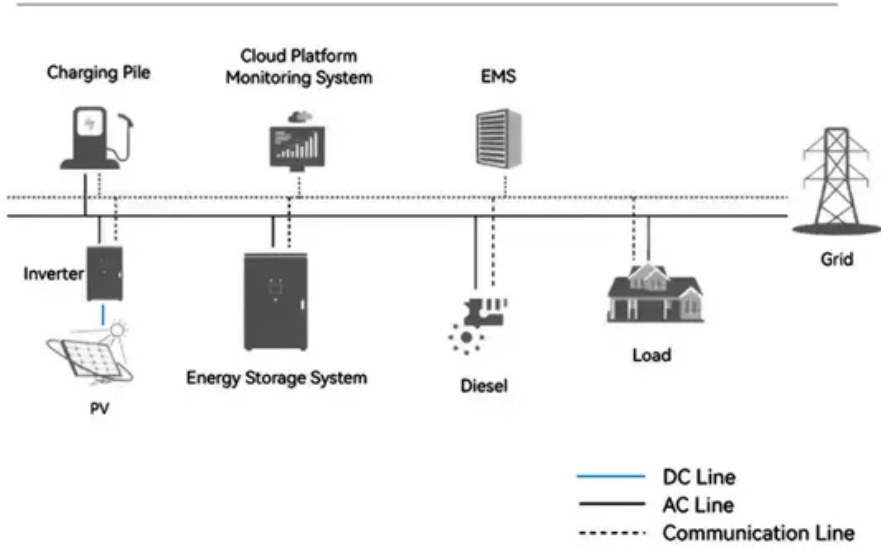 Charging Pile
Cloud Platform
Monitoring System
EMS
Grid
Inverter
Energy Storage System
Diesel
Load
PV
DC Line
AC Line
Communication Line